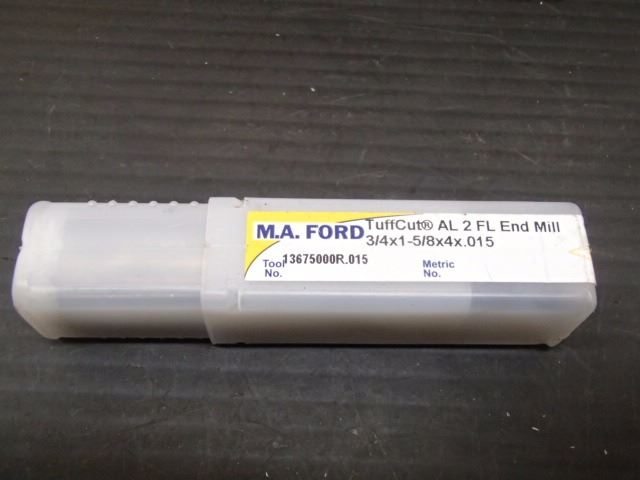 M.A. FORD
TuffCut® AL 2 FL End Mill
3/4x1-5/8x4x.015
Tool No.
13675000R.015
Metric No.